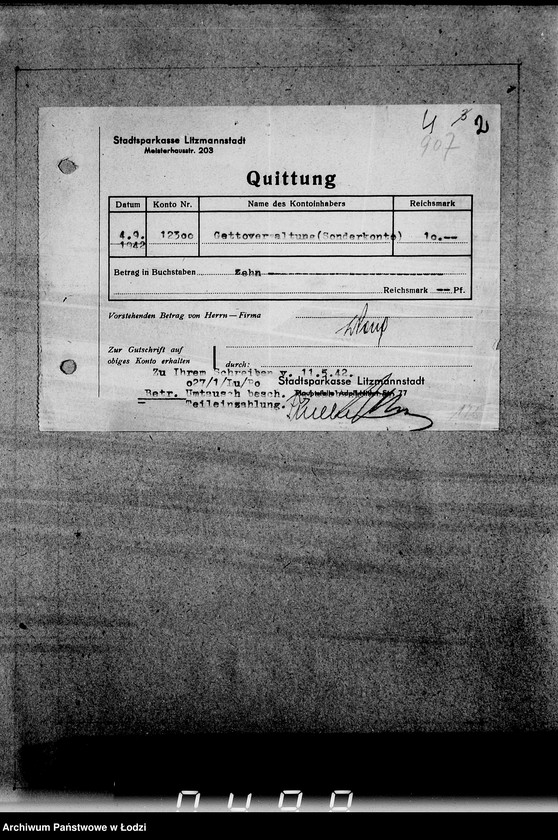 4 2
907
Stadtsparkasse Litzmannstadt
Meisterhausstr. 203
Quittung
Datum Konto Nr. Name des Kontoinhabers Reichsmark
4.9. 12300 Gettoverwaltung(Sonderkonto) 10.--
1942
Betrag in Buchstaben Zehn
Reichsmark -- Pf.
Vorstehenden Betrag von Herrn — Firma
Zur Gutschrift auf
obiges Konto erhalten durch:
Zu Ihrem Schreiben v. 11.5.42.
027/1/Lu/Po Stadtsparkasse Litzmannstadt
Betr. Umtausch besch.
Teileinzahlung.
Archiwum Państwowe w Łodzi